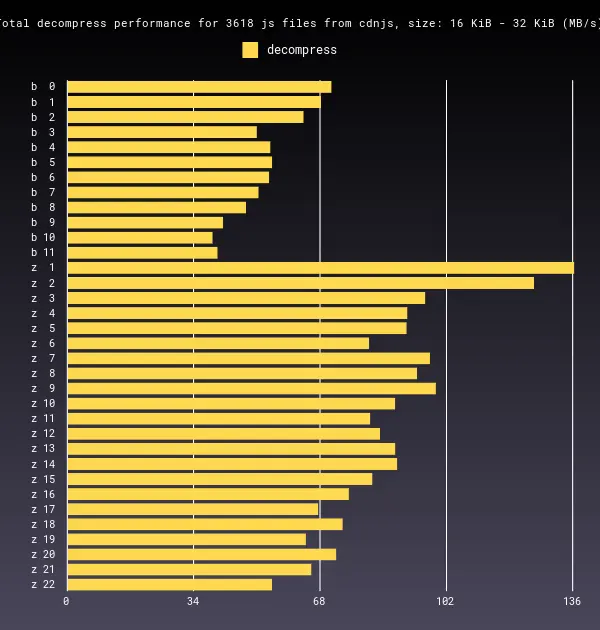 otal decompress performance for 3618 js files from cdnjs, size: 16 KiB - 32 KiB (MB/s)
decompress
b 0
b 1
b 2
b 3
b 4
b 5
b 6
b 7
b 8
b 9
b 10
b 11
z 1
z 2
z 3
z 4
z 5
z 6
z 7
z 8
z 9
z 10
z 11
z 12
z 13
z 14
z 15
z 16
z 17
z 18
z 19
z 20
z 21
z 22
0 34 68 102 136